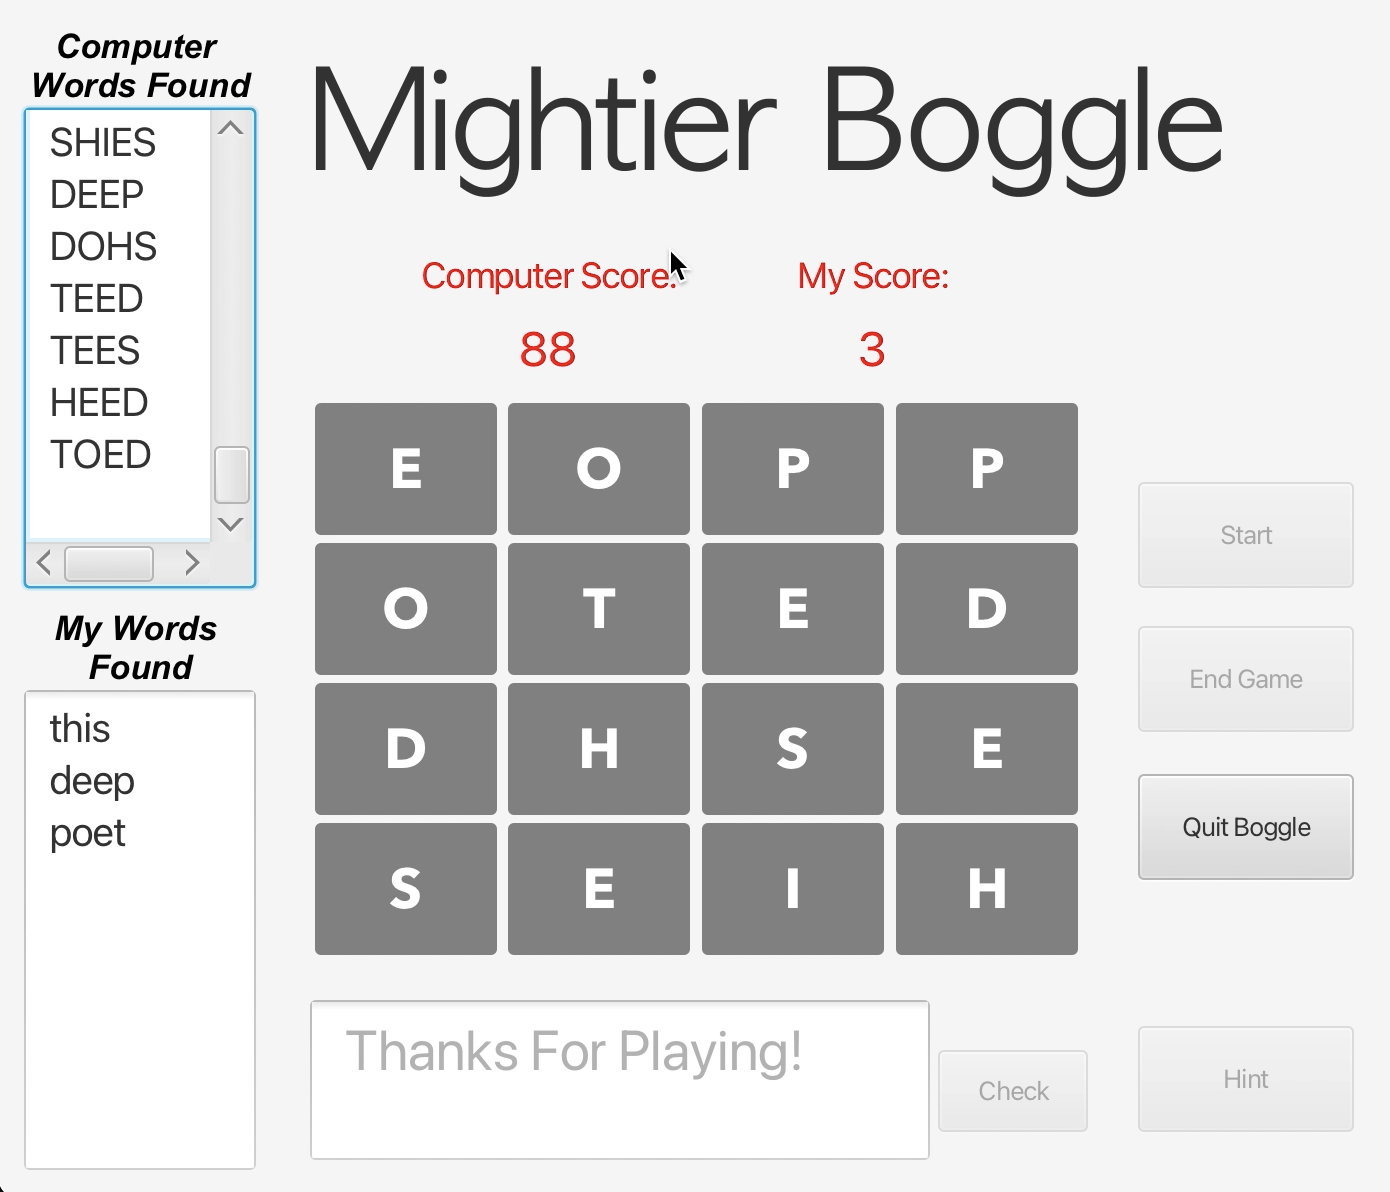 Computer
Words Found
SHIES
DEEP
DOHS
TEED
TEES
HEED
TOED
My Words
Found
this
deep
poet
Mightier Boggle
Computer Score: My Score:
88 3
E O P P
O T E D
D H S E
S E I H
Start
End Game
Quit Boggle
Thanks For Playing!
Check
Hint